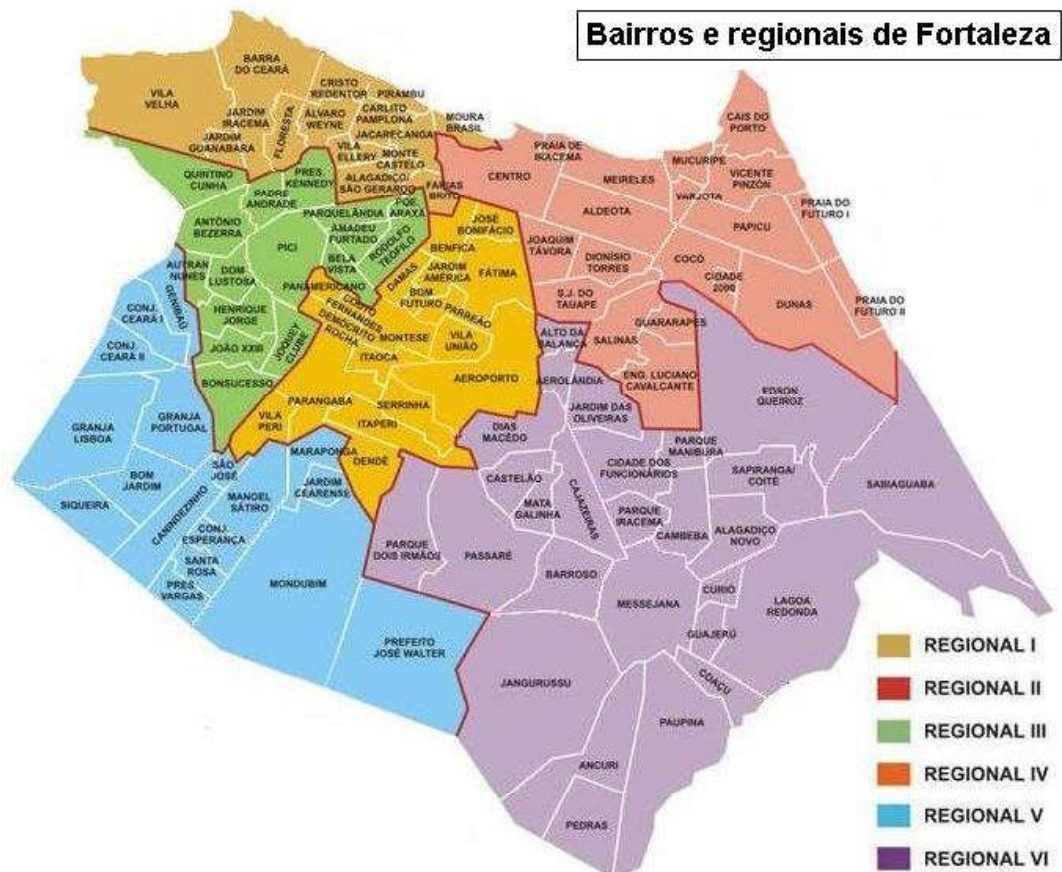 Bairros e regionais de Fortaleza
BARRA
DO CEARÁ
VILA
VELHA
CRISTO
REDENTOR
PIRAMBU
JARDIM
IRACEMA
FLORESTA
ÁLVARO
WEYNE
CARLITO
PAMPLONA
MOURA
BRASIL
JARDIM
GUANABARA
JACARECANGA
VILA
ELLERY
MONTE
CASTELO
ALAGADIÇO/
SÃO GERARDO
FARIAS
BRITO
CAIS DO
PORTO
PRAIA DE
IRACEMA
MUCURIPE
CENTRO
MEIRELES
VICENTE
PINZÓN
VARJOTA
ALDEOTA
PRAIA DO
FUTURO I
PAPICU
JOAQUIM
TÁVORA
DIONÍSIO
TORRES
COCÓ
CIDADE
2000
S.J. DO
TAUAPE
DUNAS
PRAIA DO
FUTURO II
GUARARAPES
SALINAS
ENG. LUCIANO
CAVALCANTE
QUINTINO
CUNHA
PRES.
KENNEDY
PADRE
ANDRADE
PARQUELÂNDIA
PQE.
ARAXÁ
ANTÔNIO
BEZERRA
AMADEU
FURTADO
RODOLFO
TEÓFILO
PICI
BELA
VISTA
AUTRAN
NUNES
DOM
LUSTOSA
PANAMERICANO
HENRIQUE
JORGE
JOÃO XXIII
JOQUEY
CLUBE
BONSUCESSO
JOSÉ
BONIFÁCIO
BENFICA
DAMAS
JARDIM
AMÉRICA
FÁTIMA
BOM
FUTURO
COUTO
FERNANDES
PARREÃO
DEMÓCRITO
ROCHA
MONTESE
VILA
UNIÃO
ITAOCA
AEROPORTO
PARANGABA
SERRINHA
VILA
PERI
ITAPERI
DENDÊ
GENIBAÚ
CONJ.
CEARÁ I
CONJ.
CEARÁ II
GRANJA
LISBOA
GRANJA
PORTUGAL
BOM
JARDIM
SIQUEIRA
SÃO
JOSÉ
CANINDEZINHO
MARAPONGA
JARDIM
CEARENSE
MANOEL
SÁTIRO
CONJ.
ESPERANÇA
SANTA
ROSA
PRES.
VARGAS
MONDUBIM
PREFEITO
JOSÉ WALTER
ALTO DA
BALANÇA
AEROLÂNDIA
EDSON
QUEIROZ
JARDIM DAS
OLIVEIRAS
DIAS
MACÊDO
PARQUE
MANIBURA
CIDADE DOS
FUNCIONÁRIOS
SAPIRANGA/
COITÉ
SABIAGUABA
CASTELÃO
MATA
GALINHA
CAJAZEIRAS
PARQUE
IRACEMA
CAMBEBA
ALAGADIÇO
NOVO
PARQUE
DOIS IRMÃOS
PASSARÉ
BARROSO
MESSEJANA
CURIÓ
LAGOA
REDONDA
GUAJERÚ
COAÇU
JANGURUSSU
PAUPINA
ANCURI
PEDRAS
REGIONAL I
REGIONAL II
REGIONAL III
REGIONAL IV
REGIONAL V
REGIONAL VI